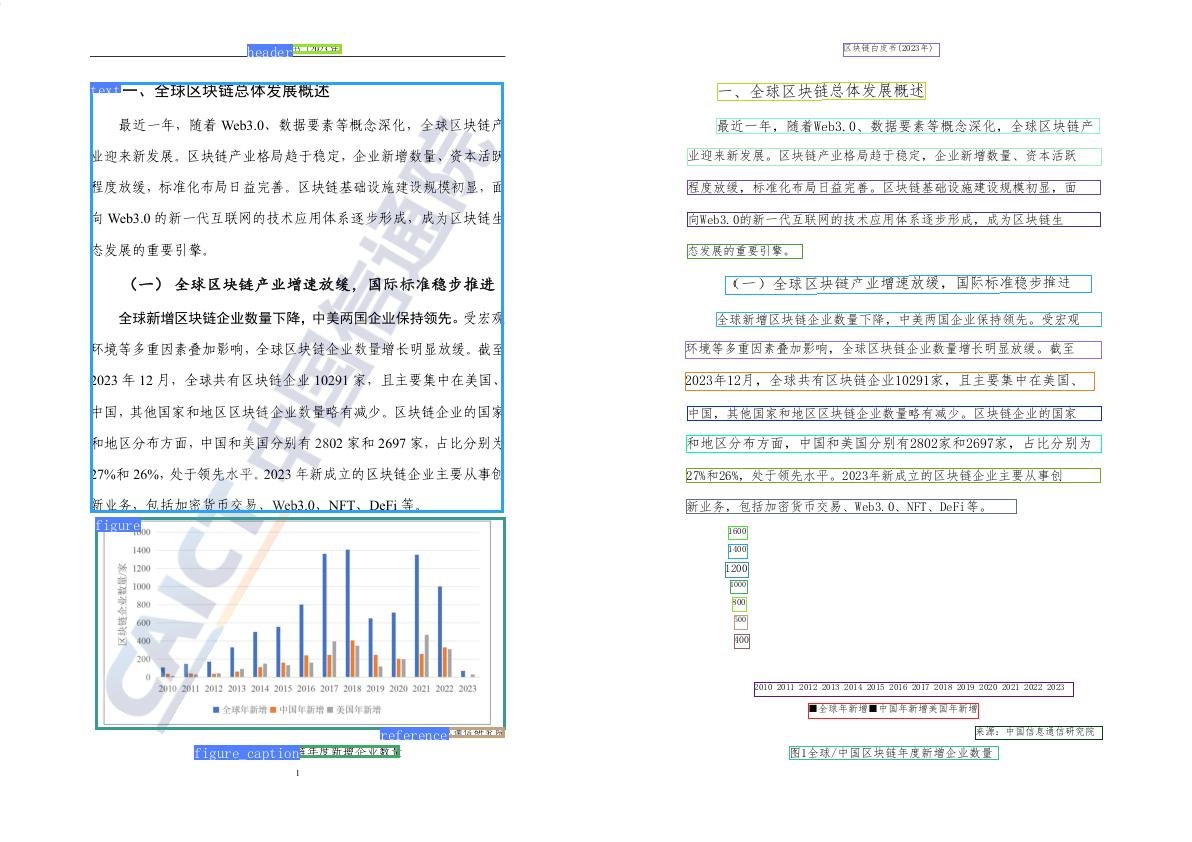 header 书（2023年
text 一、全球区块链总体发展概述
最近一年，随着 Web3.0、数据要素等概念深化，全球区块链产
业迎来新发展。区块链产业格局趋于稳定，企业新增数量、资本活跃
程度放缓，标准化布局日益完善。区块链基础设施建设规模初显，面
向 Web3.0 的新一代互联网的技术应用体系逐步形成，成为区块链生
态发展的重要引擎。
（一） 全球区块链产业增速放缓，国际标准稳步推进
全球新增区块链企业数量下降，中美两国企业保持领先。受宏观
环境等多重因素叠加影响，全球区块链企业数量增长明显放缓。截至
2023 年 12 月，全球共有区块链企业 10291 家，且主要集中在美国、
中国，其他国家和地区区块链企业数量略有减少。区块链企业的国家
和地区分布方面，中国和美国分别有 2802 家和 2697 家，占比分别为
27%和 26%，处于领先水平。2023 年新成立的区块链企业主要从事创
新业务，包括加密货币交易、Web3.0、NFT、DeFi 等。
CAICT 中国信通院
figure
1600
1400
1200
1000
800
600
400
200
0
区块链企业数量/家
2010 2011 2012 2013 2014 2015 2016 2017 2018 2019 2020 2021 2022 2023
全球年新增 中国年新增 美国年新增
reference 息通信研究院
figure_caption 链年度新增企业数量
1
区块链白皮书(2023年)
一、全球区块链总体发展概述
最近一年，随着Web3.0、数据要素等概念深化，全球区块链产
业迎来新发展。区块链产业格局趋于稳定，企业新增数量、资本活跃
程度放缓，标准化布局日益完善。区块链基础设施建设规模初显，面
向Web3.0的新一代互联网的技术应用体系逐步形成，成为区块链生
态发展的重要引擎。
（一）全球区块链产业增速放缓，国际标准稳步推进
全球新增区块链企业数量下降，中美两国企业保持领先。受宏观
环境等多重因素叠加影响，全球区块链企业数量增长明显放缓。截至
2023年12月，全球共有区块链企业10291家，且主要集中在美国、
中国，其他国家和地区区块链企业数量略有减少。区块链企业的国家
和地区分布方面，中国和美国分别有2802家和2697家，占比分别为
27%和26%，处于领先水平。2023年新成立的区块链企业主要从事创
新业务，包括加密货币交易、Web3.0、NFT、DeFi等。
1600
1400
1200
1000
800
500
400
2010 2011 2012 2013 2014 2015 2016 2017 2018 2019 2020 2021 2022 2023
■全球年新增■中国年新增美国年新增
来源：中国信息通信研究院
图1全球/中国区块链年度新增企业数量